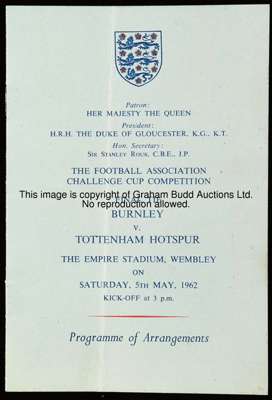 Patron:
HER MAJESTY THE QUEEN
President:
H.R.H. THE DUKE OF GLOUCESTER, K.G., K.T.
Hon. Secretary:
SIR STANLEY ROUS, C.B.E., J.P.
THE FOOTBALL ASSOCIATION
CHALLENGE CUP COMPETITION
This image is copyright of Graham Budd Auctions Ltd.
No reproduction allowed.
FINAL TIE
BURNLEY
V.
TOTTENHAM HOTSPUR
THE EMPIRE STADIUM, WEMBLEY
ON
SATURDAY, 5TH MAY, 1962
KICK-OFF at 3 p.m.
Programme of Arrangements